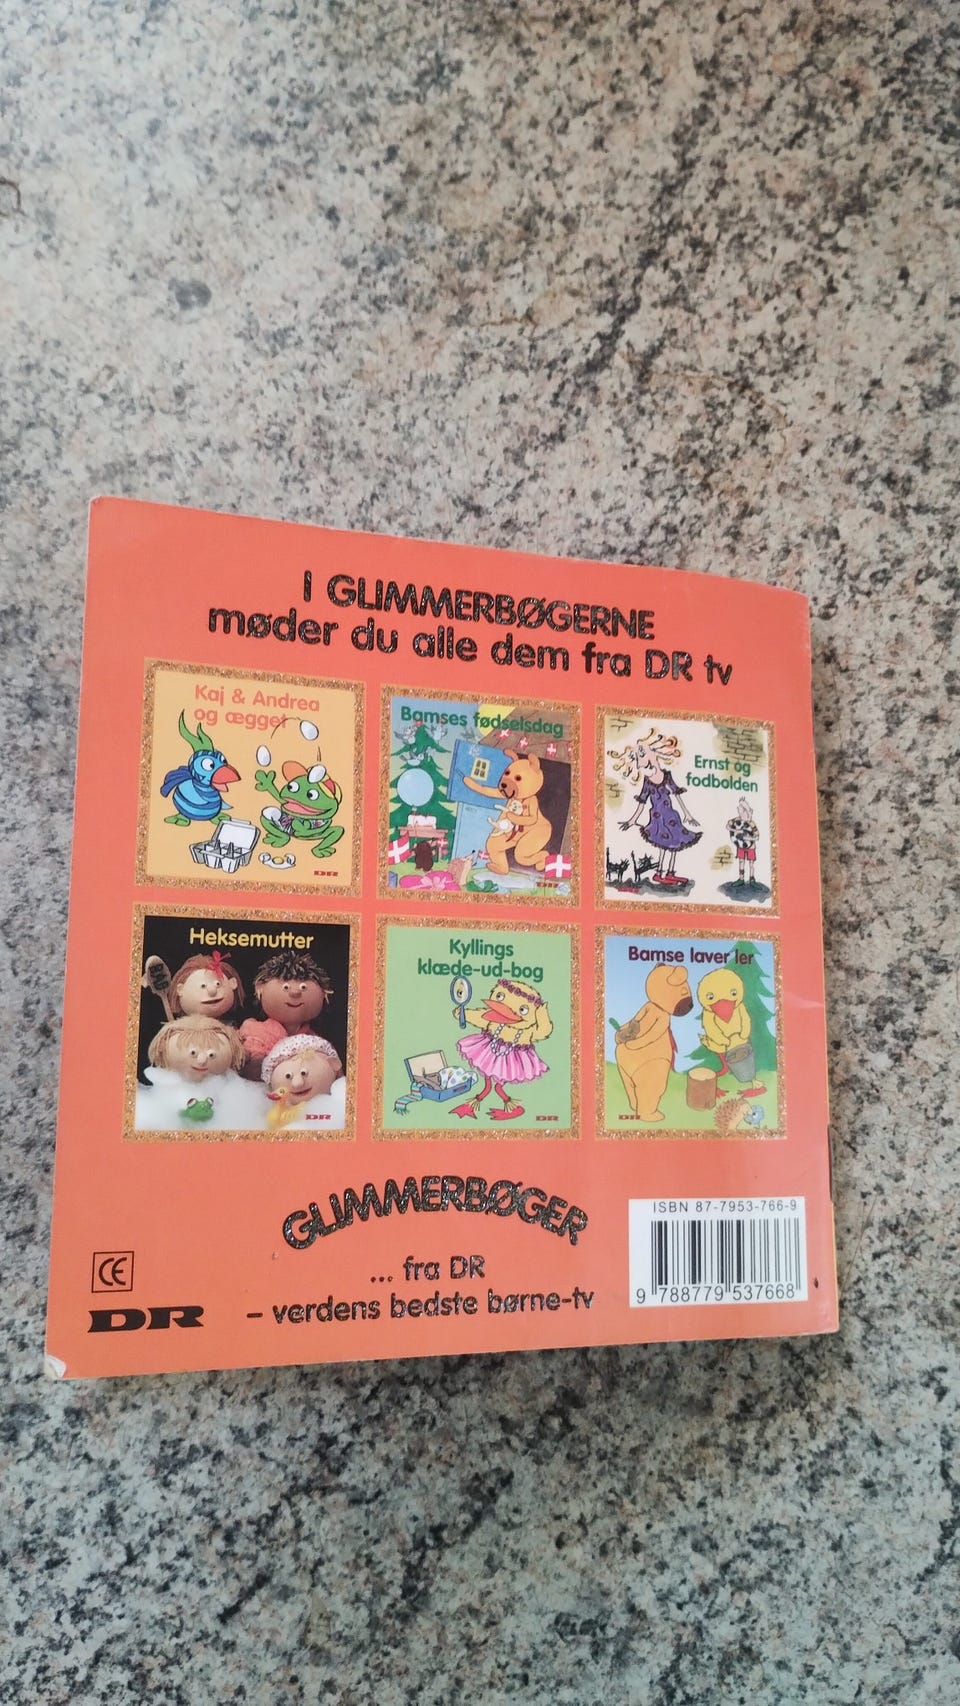 I GLIMMERBØGERNE
møder du alle dem fra DR tv
Kaj & Andrea
og ægget
DR
Bamses fødselsdag
DR
Ernst og
fodbolden
Heksemutter
DR
Kyllings
klæde-ud-bog
DR
Bamse laver ler
DR
GLIMMERBØGER
... fra DR
– verdens bedste børne-tv
CE
DR
ISBN 87-7953-766-9
9 788779 537668